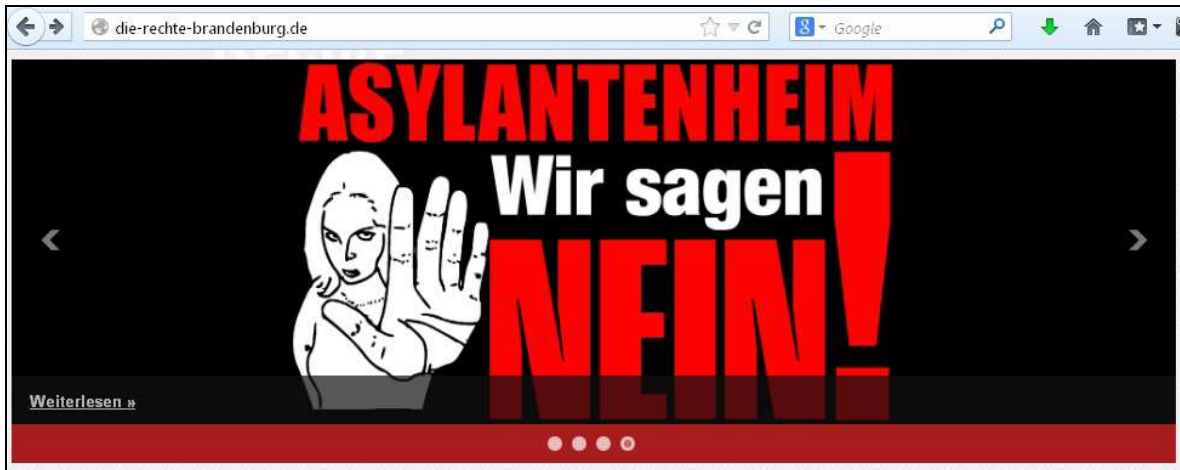 die-rechte-brandenburg.de
Google
ASYLANTENHEIM
Wir sagen
NEIN!
Weiterlesen »